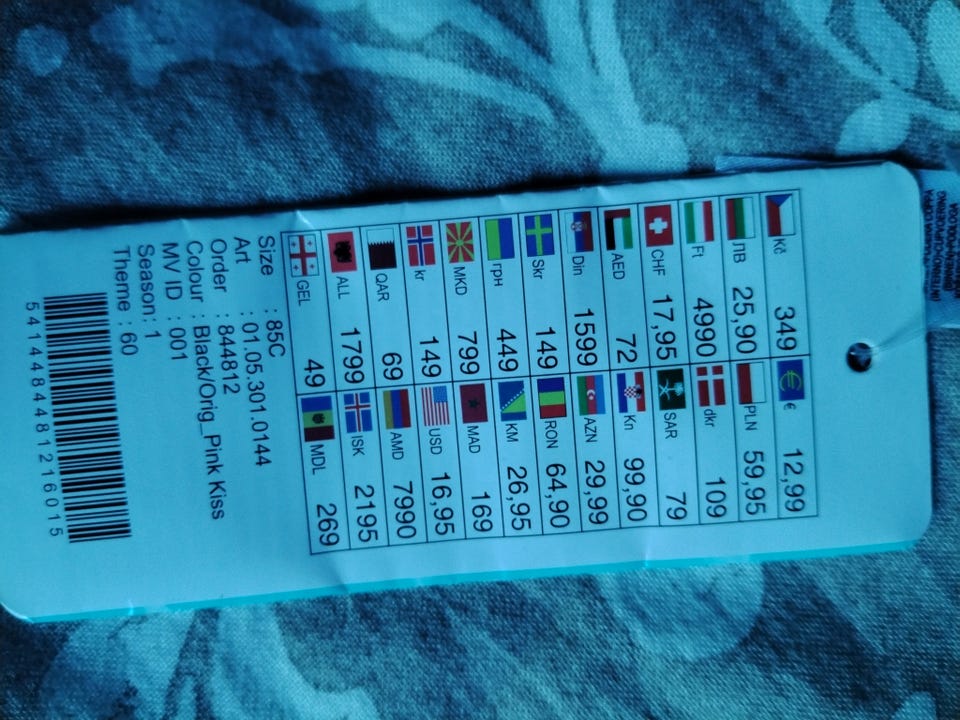 Kč 349 € 12,99
ЛВ 25,90 PLN 59,95
Ft 4990 dkr 109
CHF 17,95 SAR 79
AED 72 Kn 99,90
Din 1599 AZN 29,99
Skr 149 RON 64,90
грн 449 KM 26,95
MKD 799 MAD 169
kr 149 USD 16,95
QAR 69 AMD 7990
ALL 1799 ISK 2195
GEL 49 MDL 269
Size : 85C
Art : 01.05.301.0144
Order : 844812
Colour : Black/Orig_Pink Kiss
MV ID : 001
Season: 1
Theme : 60
5414484481216015